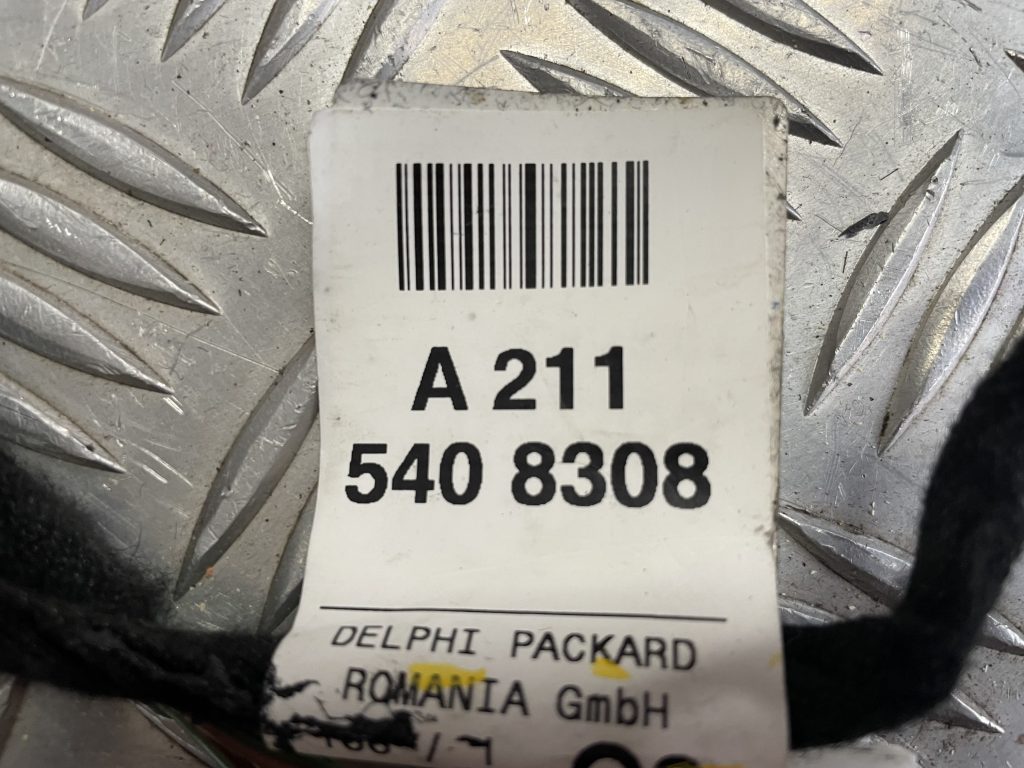 A 211
540 8308
DELPHI PACKARD
ROMANIA GmbH